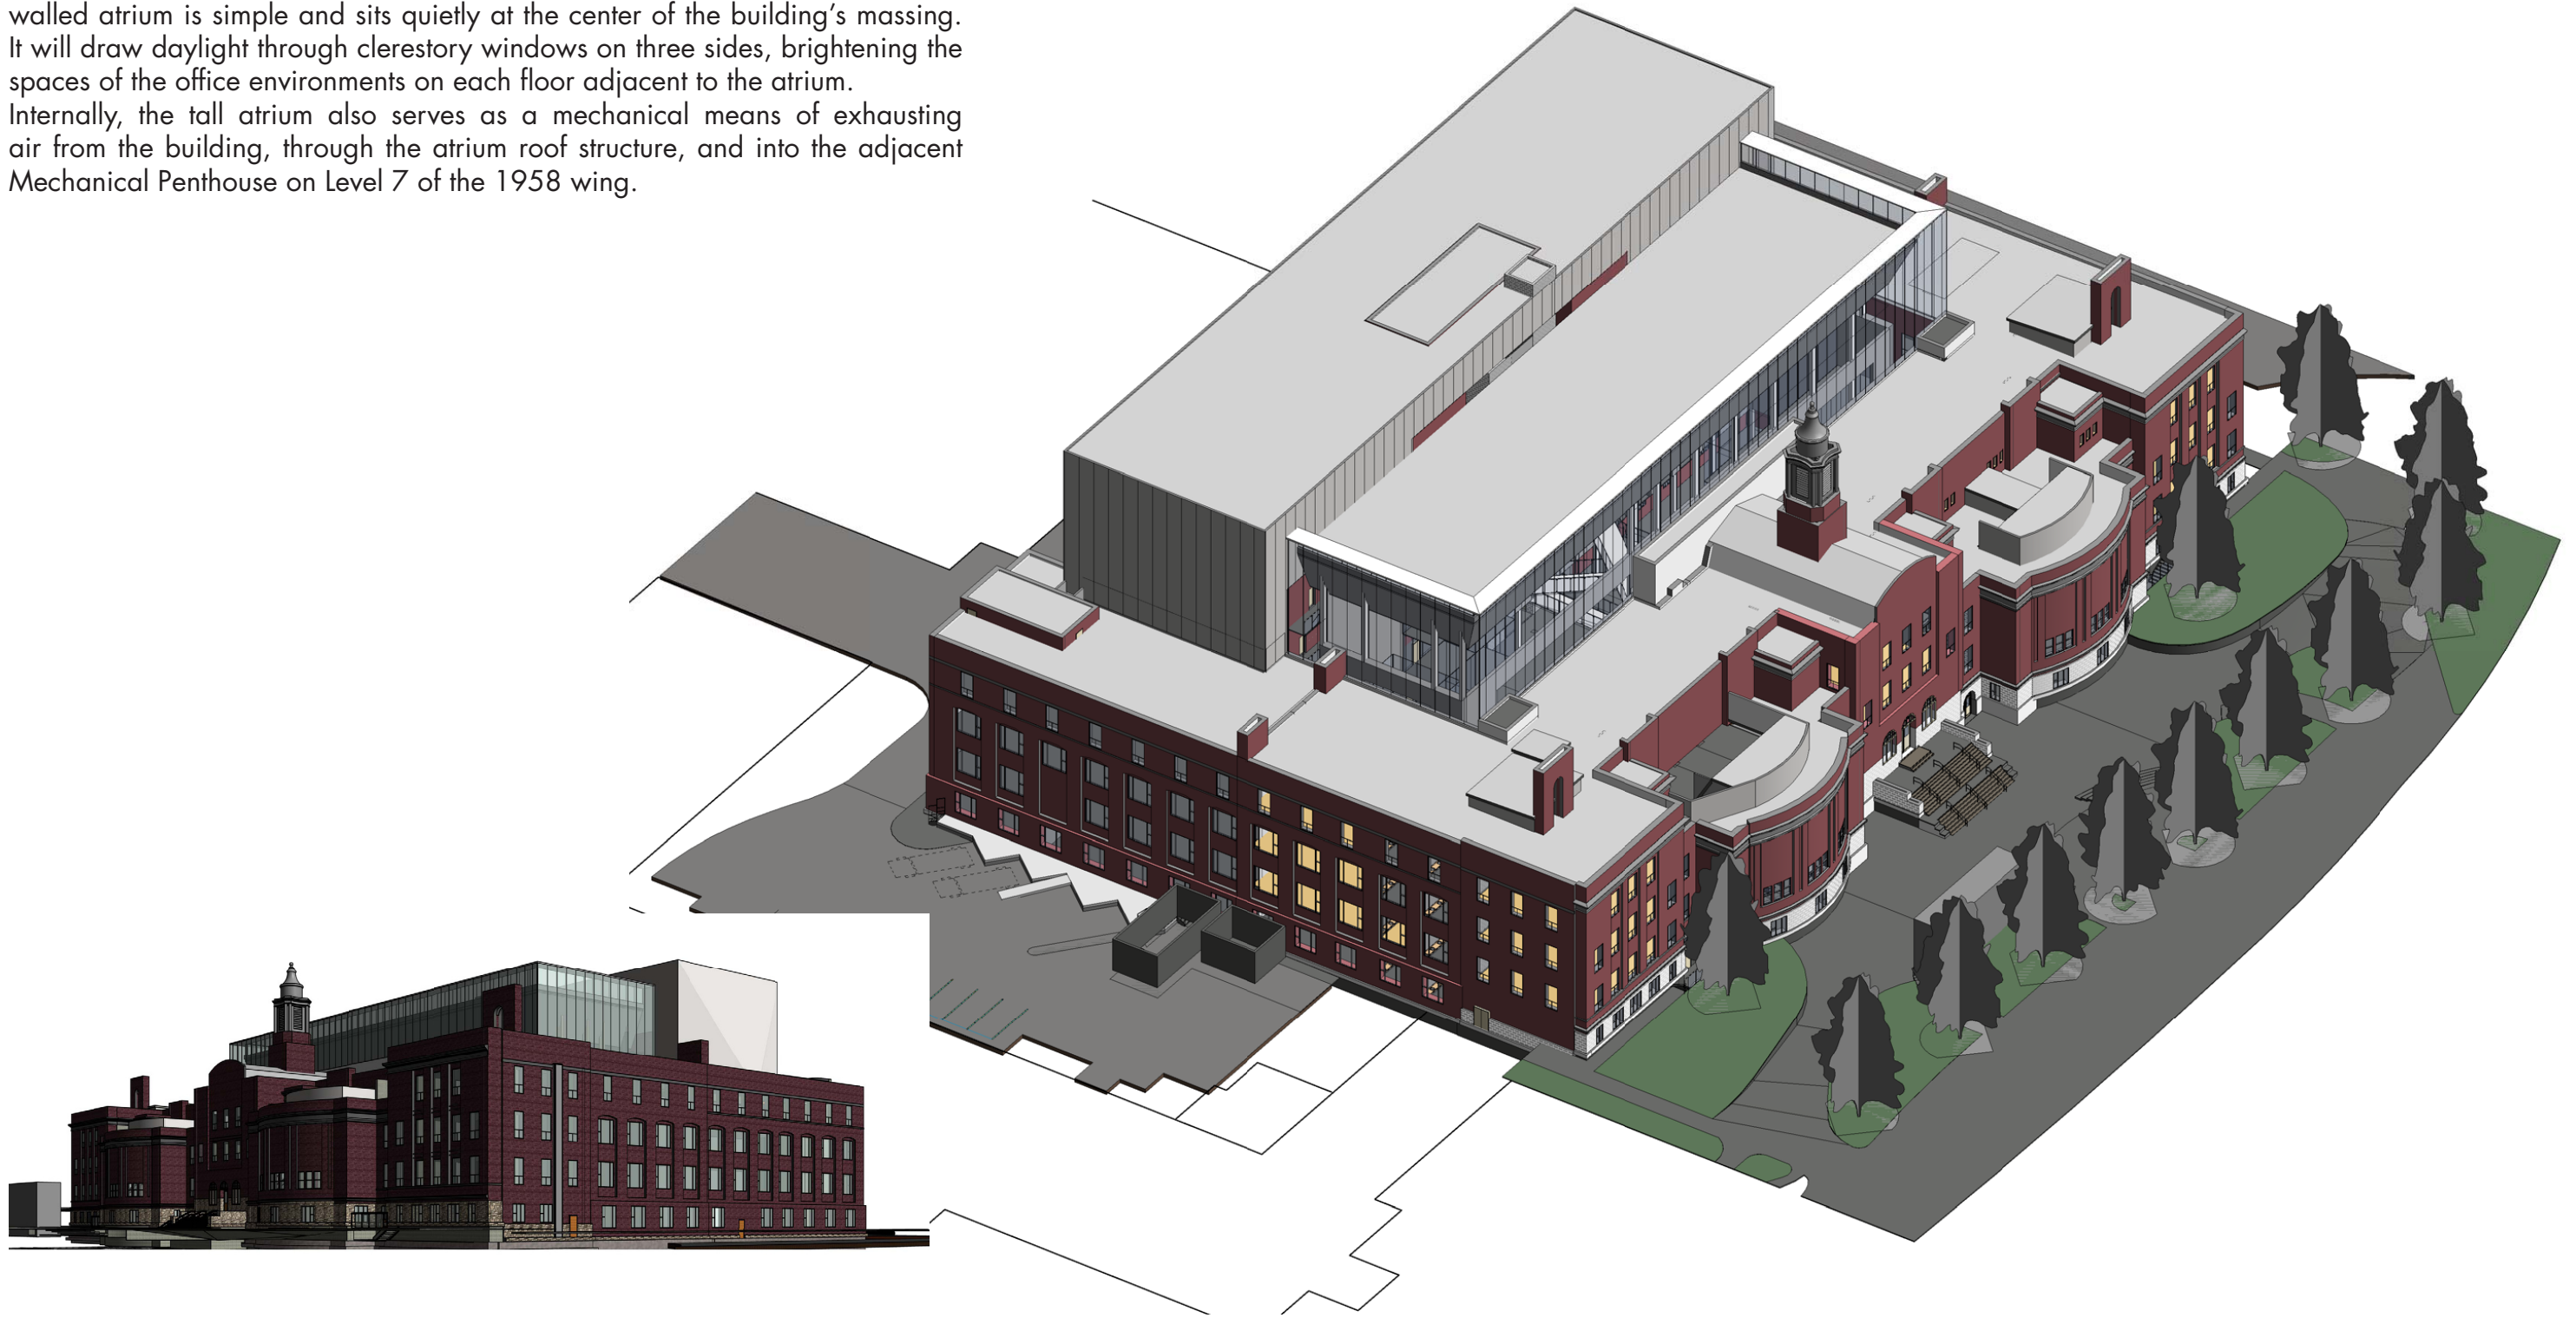 walled atrium is simple and sits quietly at the center of the building’s massing.
It will draw daylight through clerestory windows on three sides, brightening the
spaces of the office environments on each floor adjacent to the atrium.
Internally, the tall atrium also serves as a mechanical means of exhausting
air from the building, through the atrium roof structure, and into the adjacent
Mechanical Penthouse on Level 7 of the 1958 wing.